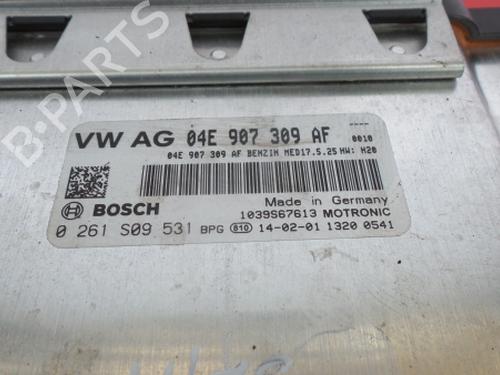 VW AG 04E 907 309 AF ----
0010
04E 907 309 AF BENZIN MED17.5.25 HW: H20
BOSCH
Made in Germany
1039S67613 MOTRONIC
0 261 S09 531 BPG 810 14-02-01 1320 0541
B-PARTS